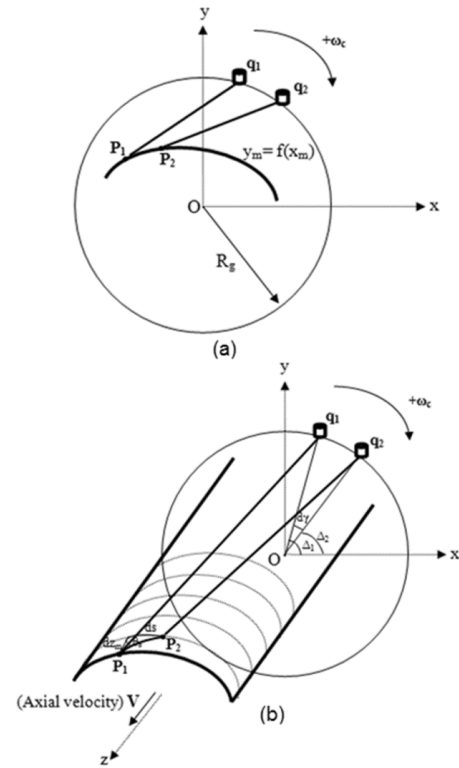 y
+ωc
q1
q2
P1
P2
ym= f(xm)
O
x
Rg
(a)
y
+ωc
q1
q2
dγ
Δ2
Δ1
O
x
ds
dzm
P2
P1
(Axial velocity) V
(b)
z